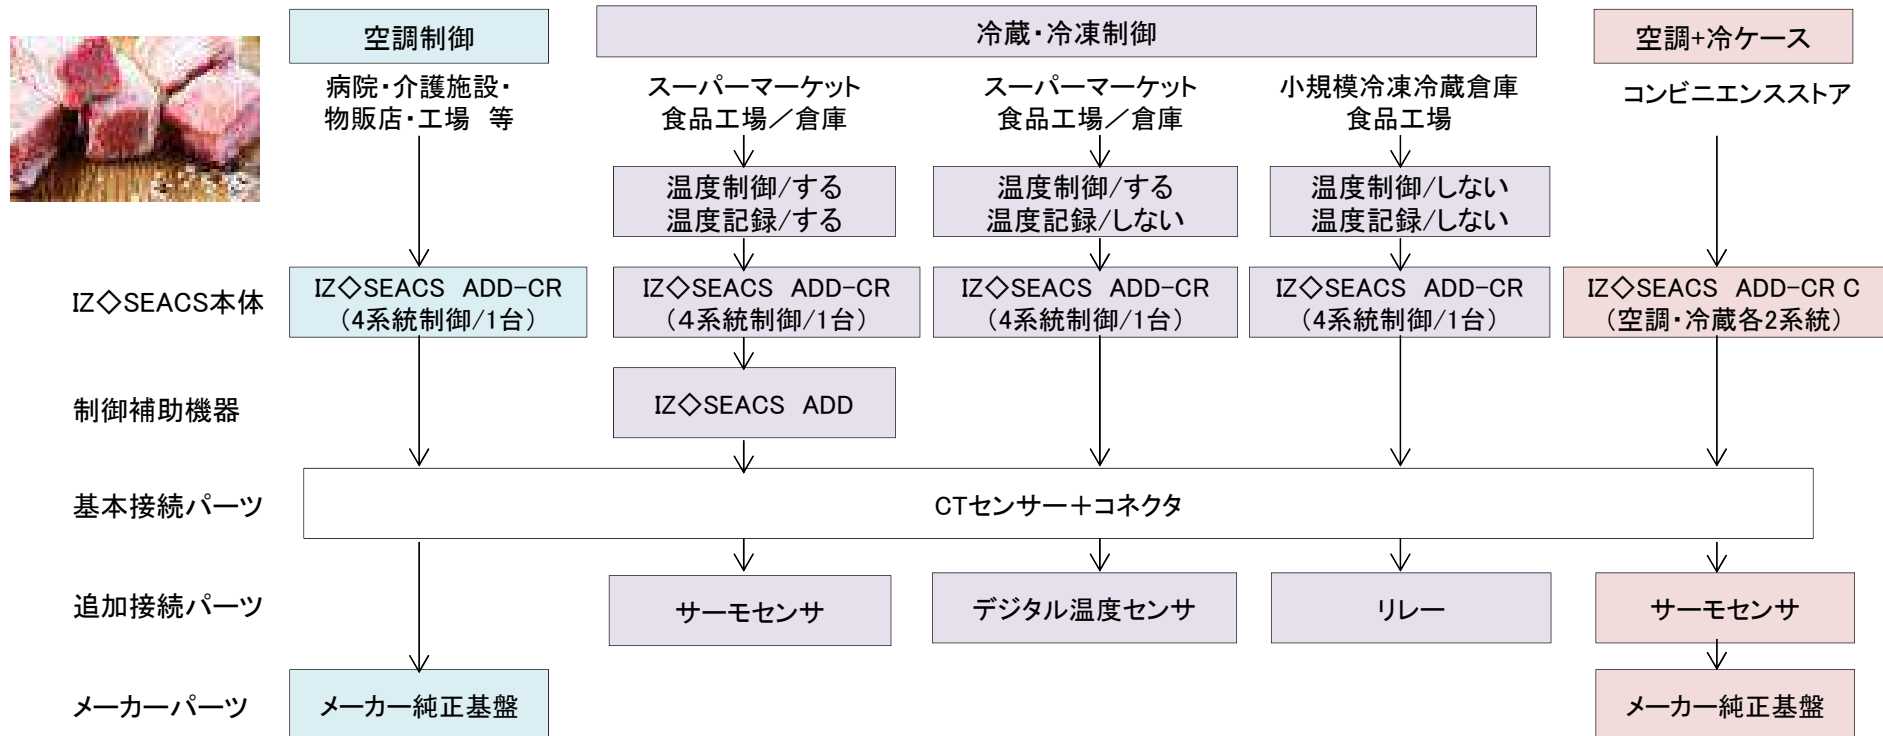 空調制御
冷蔵・冷凍制御
空調+冷ケース
病院・介護施設・
物販店・工場　等
スーパーマーケット
食品工場／倉庫
スーパーマーケット
食品工場／倉庫
小規模冷凍冷蔵倉庫
食品工場
コンビニエンスストア
温度制御/する
温度記録/する
温度制御/する
温度記録/しない
温度制御/しない
温度記録/しない
IZ◇SEACS本体
IZ◇SEACS　ADD-CR
（4系統制御/1台）
IZ◇SEACS　ADD-CR
（４系統制御/1台）
IZ◇SEACS　ADD-CR
（4系統制御/1台）
IZ◇SEACS　ADD-CR
（4系統制御/1台）
IZ◇SEACS　ADD-CR C
（空調・冷蔵各2系統）
制御補助機器
IZ◇SEACS　ADD
基本接続パーツ
CTセンサー＋コネクタ
追加接続パーツ
サーモセンサ
デジタル温度センサ
リレー
サーモセンサ
メーカーパーツ
メーカー純正基盤
メーカー純正基盤